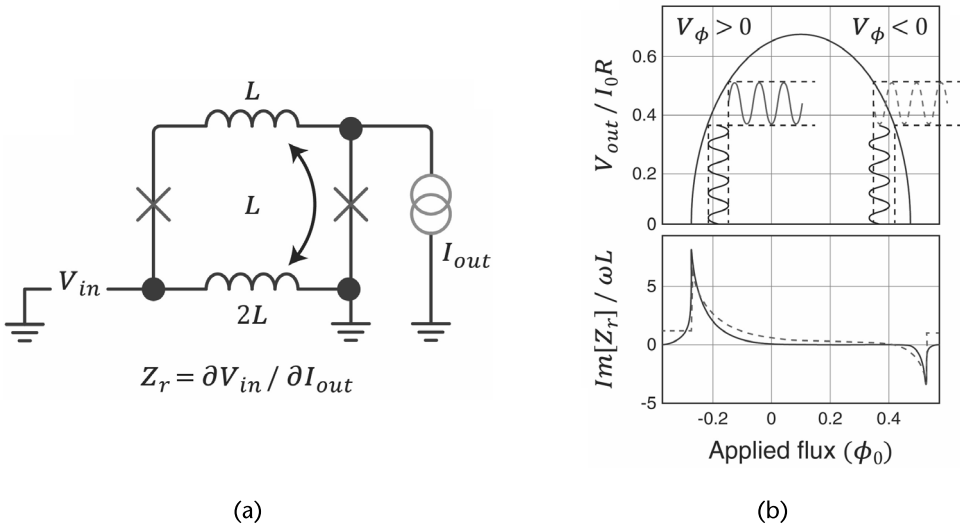 L
L
2L
V_in
I_out
Z_r = ∂V_in / ∂I_out
(a)
V_ϕ > 0
V_ϕ < 0
V_out / I_0R
0.6
0.4
0.2
0
Im[Z_r] / ωL
5
0
-5
-0.2
0
0.2
0.4
Applied flux (ϕ_0)
(b)